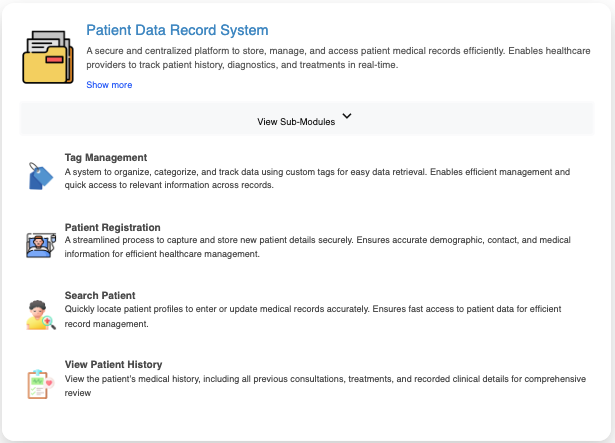 Patient Data Record System
A secure and centralized platform to store, manage, and access patient medical records efficiently. Enables healthcare
providers to track patient history, diagnostics, and treatments in real-time.
Show more
View Sub-Modules
Tag Management
A system to organize, categorize, and track data using custom tags for easy data retrieval. Enables efficient management and
quick access to relevant information across records.
Patient Registration
A streamlined process to capture and store new patient details securely. Ensures accurate demographic, contact, and medical
information for efficient healthcare management.
Search Patient
Quickly locate patient profiles to enter or update medical records accurately. Ensures fast access to patient data for efficient
record management.
View Patient History
View the patient's medical history, including all previous consultations, treatments, and recorded clinical details for comprehensive
review